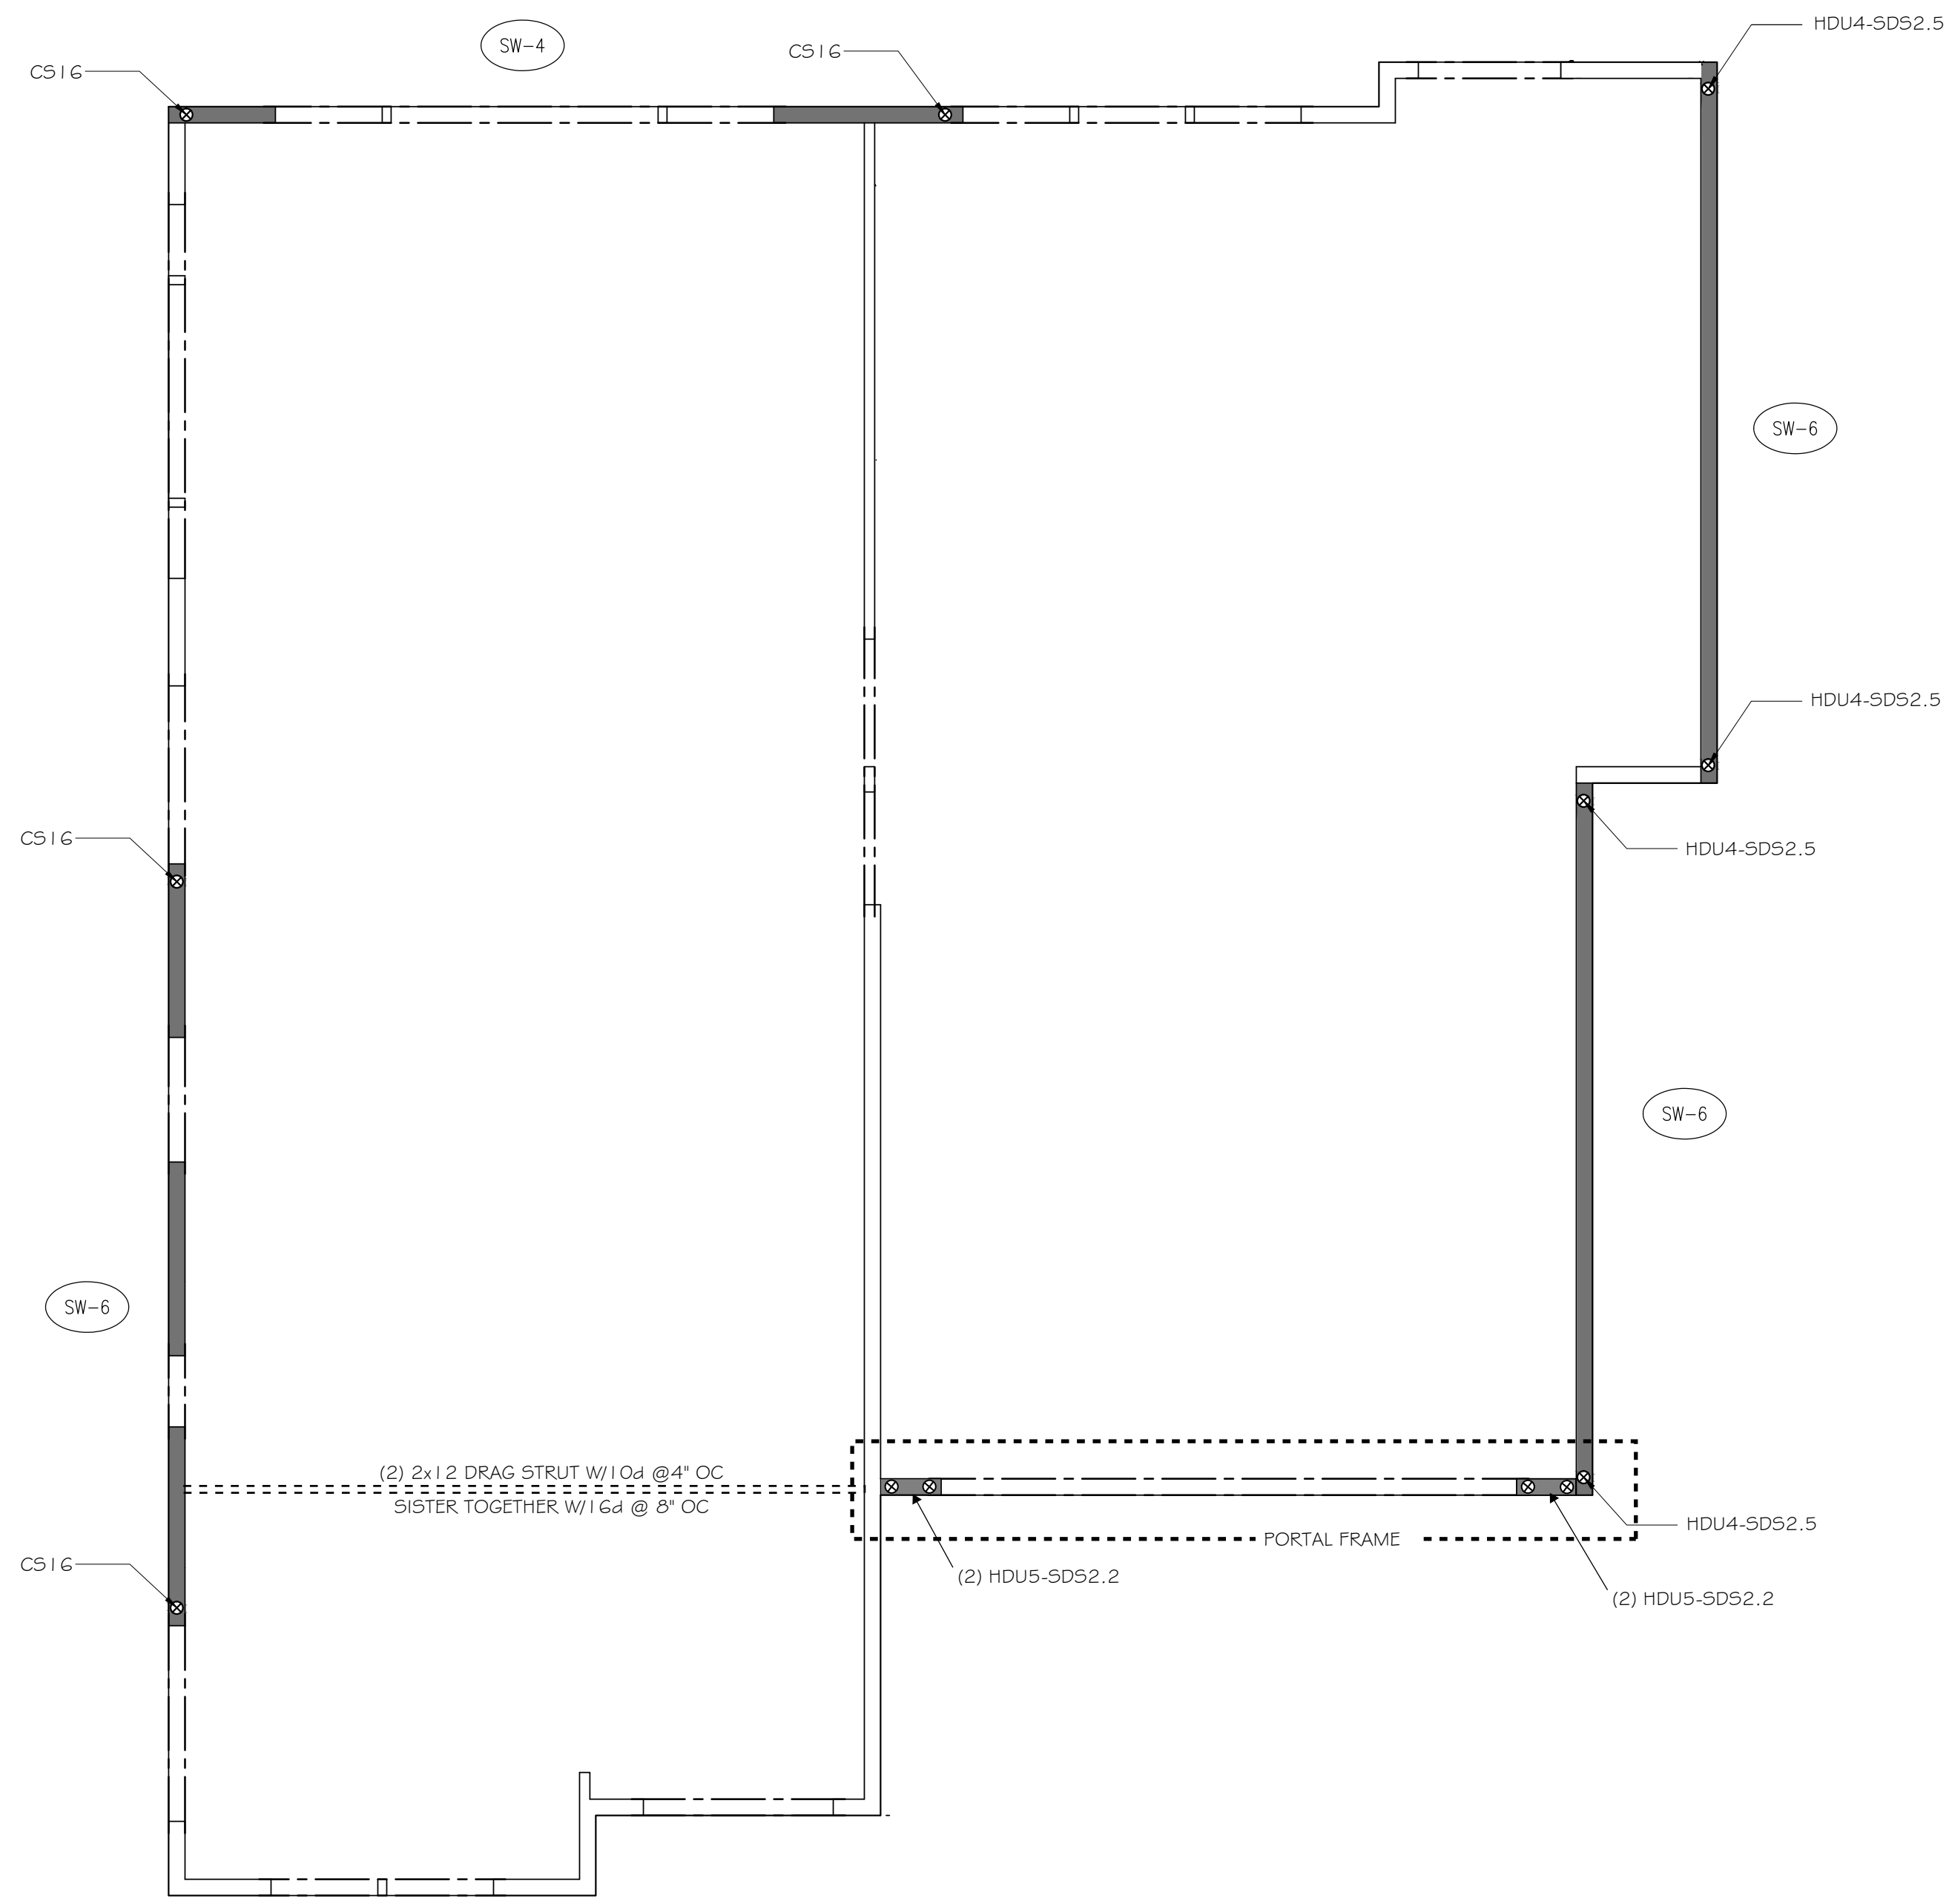 HDU4-SDS2.5
SW-4
CS16
CS16
SW-6
HDU4-SDS2.5
CS16
HDU4-SDS2.5
SW-6
SW-6
(2) 2x12 DRAG STRUT W/10d @4" OC
SISTER TOGETHER W/16d @ 8" OC
HDU4-SDS2.5
PORTAL FRAME
CS16
(2) HDU5-SDS2.2
(2) HDU5-SDS2.2